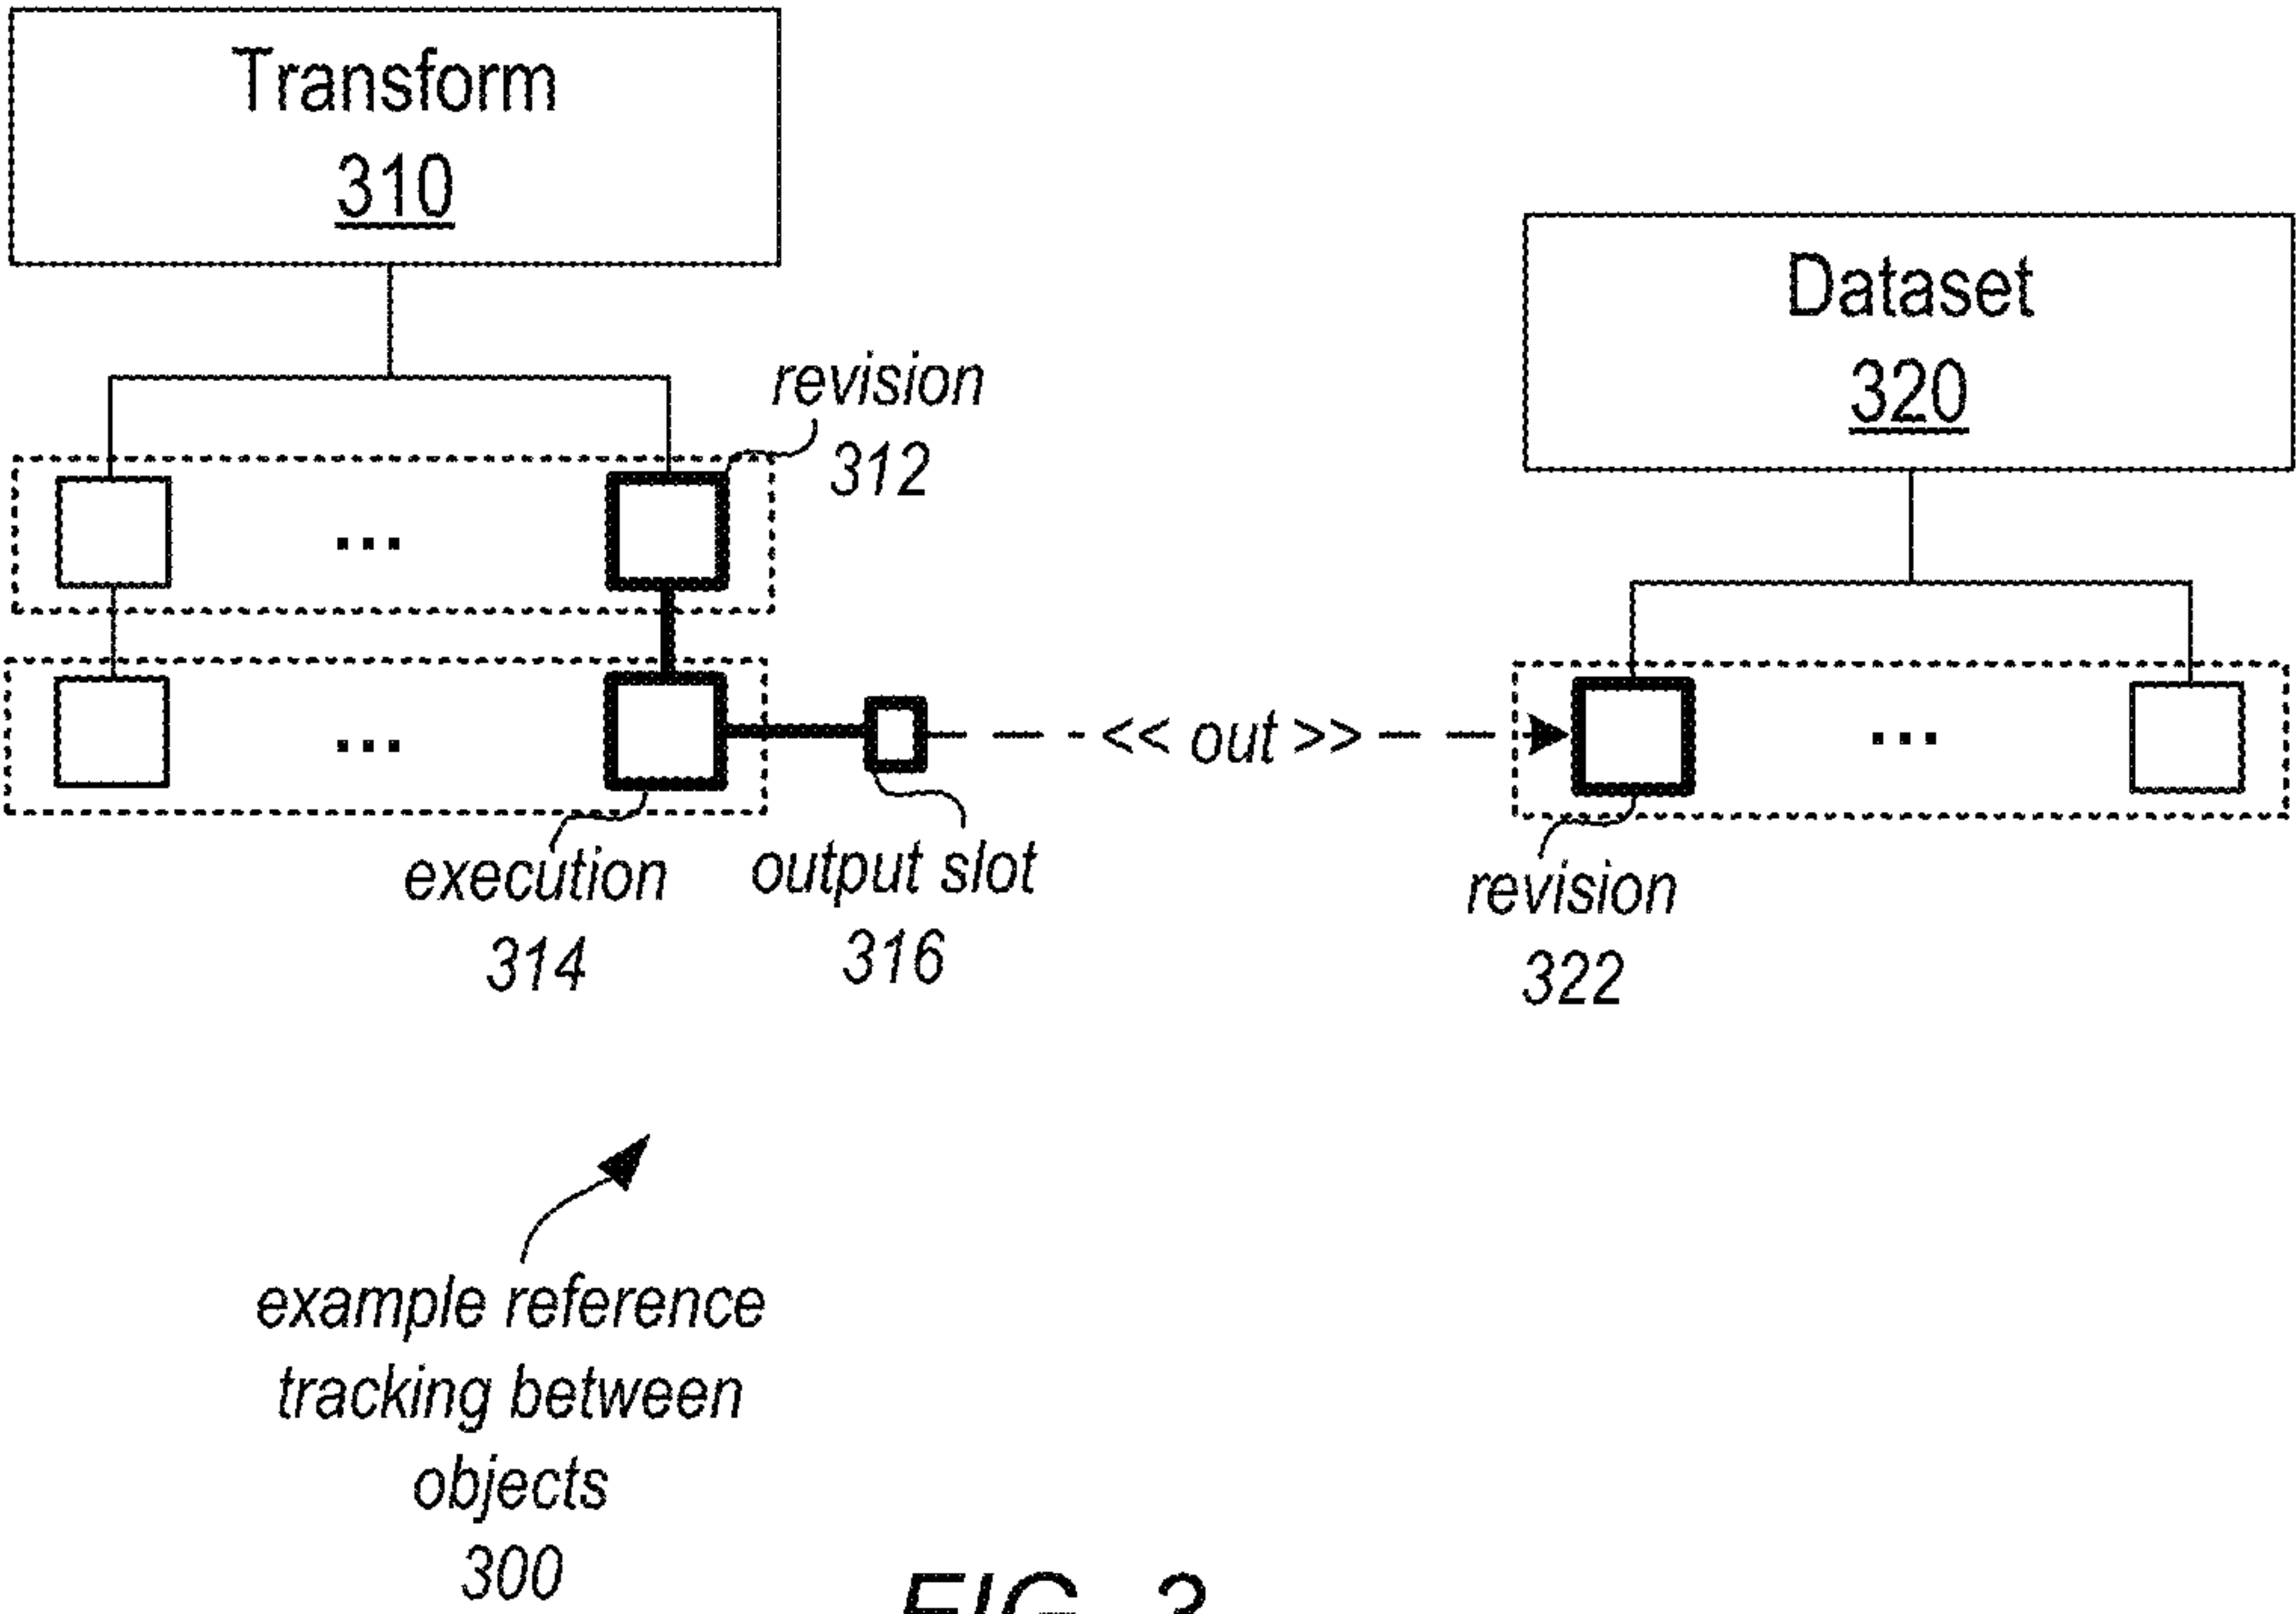 Transform
310
revision
312
Dataset
320
...
...
<< out >>
...
execution
314
output slot
316
revision
322
example reference
tracking between
objects
300
FIG.